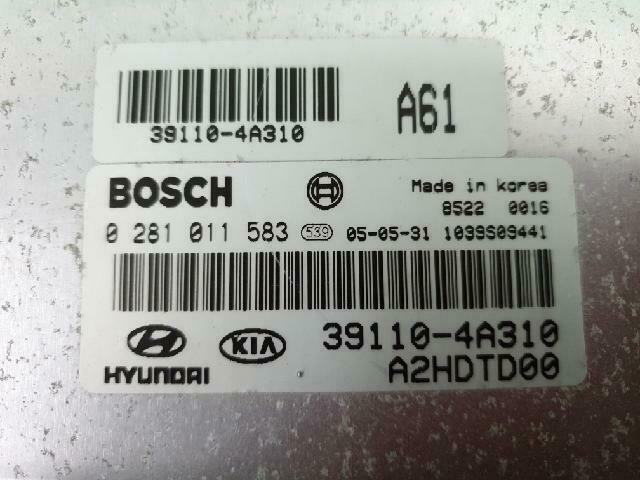 39110-4A310
A61
BOSCH
Made in korea
8522 0016
0 281 011 583 539 05-05-31 1039S09441
HYUNDAI KIA 39110-4A310
A2HDTD00